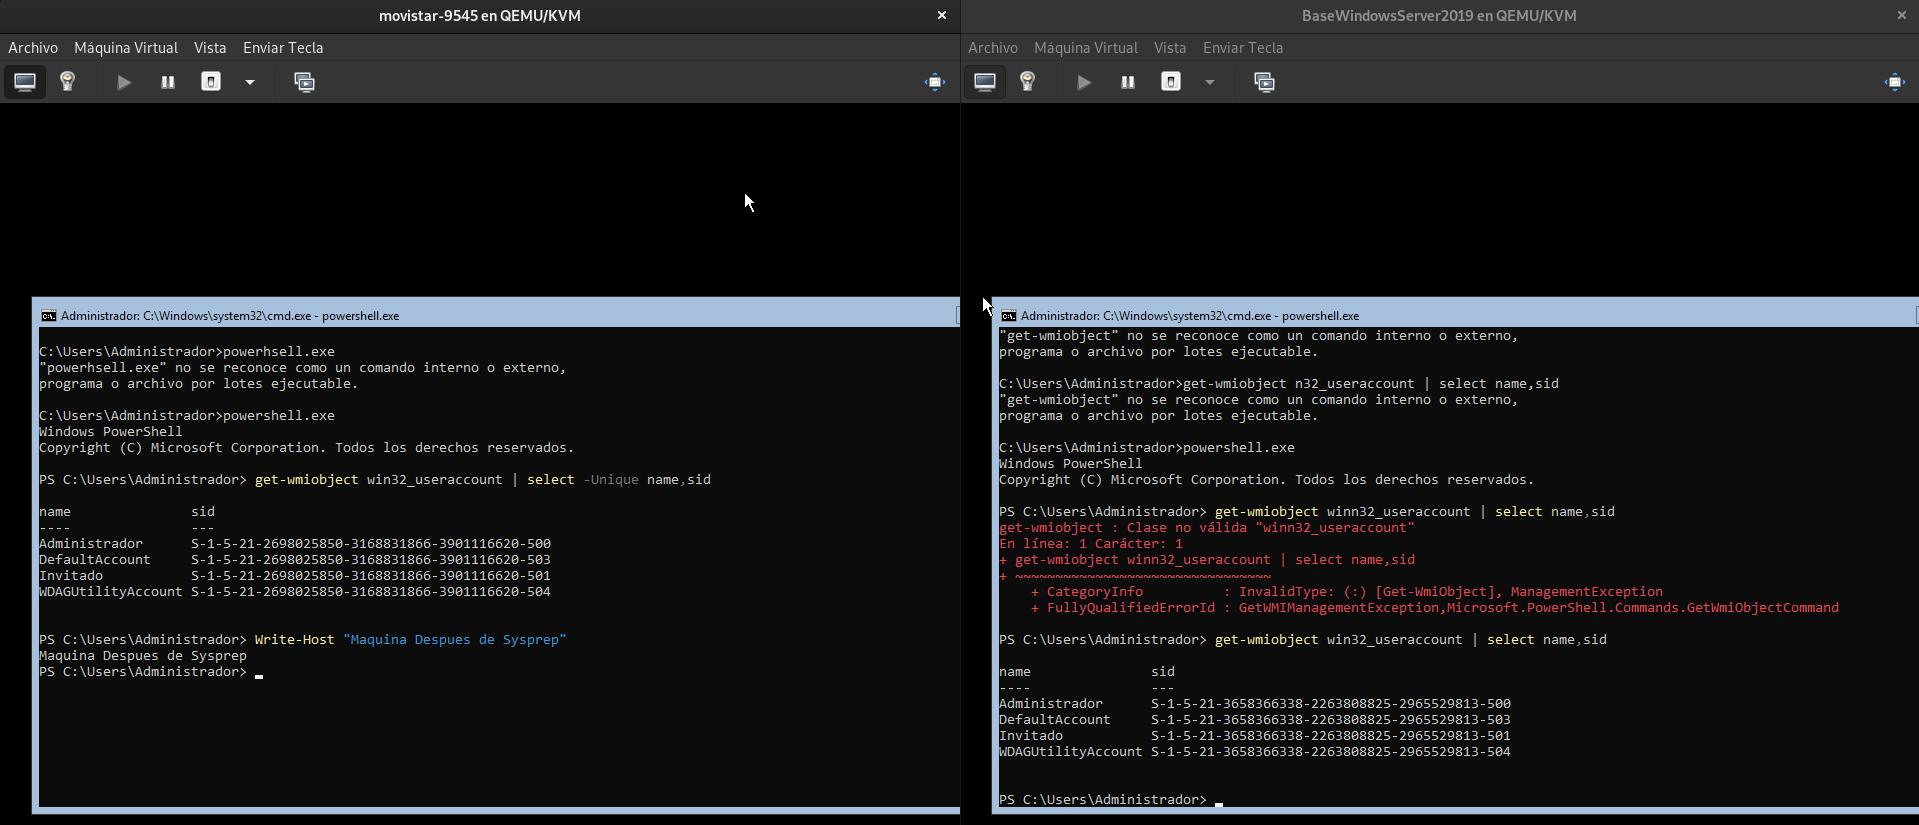 movistar-9545 en QEMU/KVM
Archivo Máquina Virtual Vista Enviar Tecla
Administrador: C:\Windows\system32\cmd.exe - powershell.exe
C:\Users\Administrador>powerhsell.exe
"powerhsell.exe" no se reconoce como un comando interno o externo,
programa o archivo por lotes ejecutable.
C:\Users\Administrador>powershell.exe
Windows PowerShell
Copyright (C) Microsoft Corporation. Todos los derechos reservados.
PS C:\Users\Administrador> get-wmiobject win32_useraccount | select -Unique name,sid
name sid
---- ---
Administrador S-1-5-21-2698025850-3168831866-3901116620-500
DefaultAccount S-1-5-21-2698025850-3168831866-3901116620-503
Invitado S-1-5-21-2698025850-3168831866-3901116620-501
WDAGUtilityAccount S-1-5-21-2698025850-3168831866-3901116620-504
PS C:\Users\Administrador> Write-Host "Maquina Despues de Sysprep"
Maquina Despues de Sysprep
PS C:\Users\Administrador>
BaseWindowsServer2019 en QEMU/KVM
Archivo Máquina Virtual Vista Enviar Tecla
Administrador: C:\Windows\system32\cmd.exe - powershell.exe
"get-wmiobject" no se reconoce como un comando interno o externo,
programa o archivo por lotes ejecutable.
C:\Users\Administrador>get-wmiobject n32_useraccount | select name,sid
"get-wmiobject" no se reconoce como un comando interno o externo,
programa o archivo por lotes ejecutable.
C:\Users\Administrador>powershell.exe
Windows PowerShell
Copyright (C) Microsoft Corporation. Todos los derechos reservados.
PS C:\Users\Administrador> get-wmiobject winn32_useraccount | select name,sid
get-wmiobject : Clase no válida "winn32_useraccount"
En línea: 1 Carácter: 1
+ get-wmiobject winn32_useraccount | select name,sid
+ ~~~~~~~~~~~~~~~~~~~~~~~~~~~~~~~~
+ CategoryInfo : InvalidType: (:) [Get-WmiObject], ManagementException
+ FullyQualifiedErrorId : GetWMIManagementException,Microsoft.PowerShell.Commands.GetWmiObjectCommand
PS C:\Users\Administrador> get-wmiobject win32_useraccount | select name,sid
name sid
---- ---
Administrador S-1-5-21-3658366338-2263808825-2965529813-500
DefaultAccount S-1-5-21-3658366338-2263808825-2965529813-503
Invitado S-1-5-21-3658366338-2263808825-2965529813-501
WDAGUtilityAccount S-1-5-21-3658366338-2263808825-2965529813-504
PS C:\Users\Administrador>